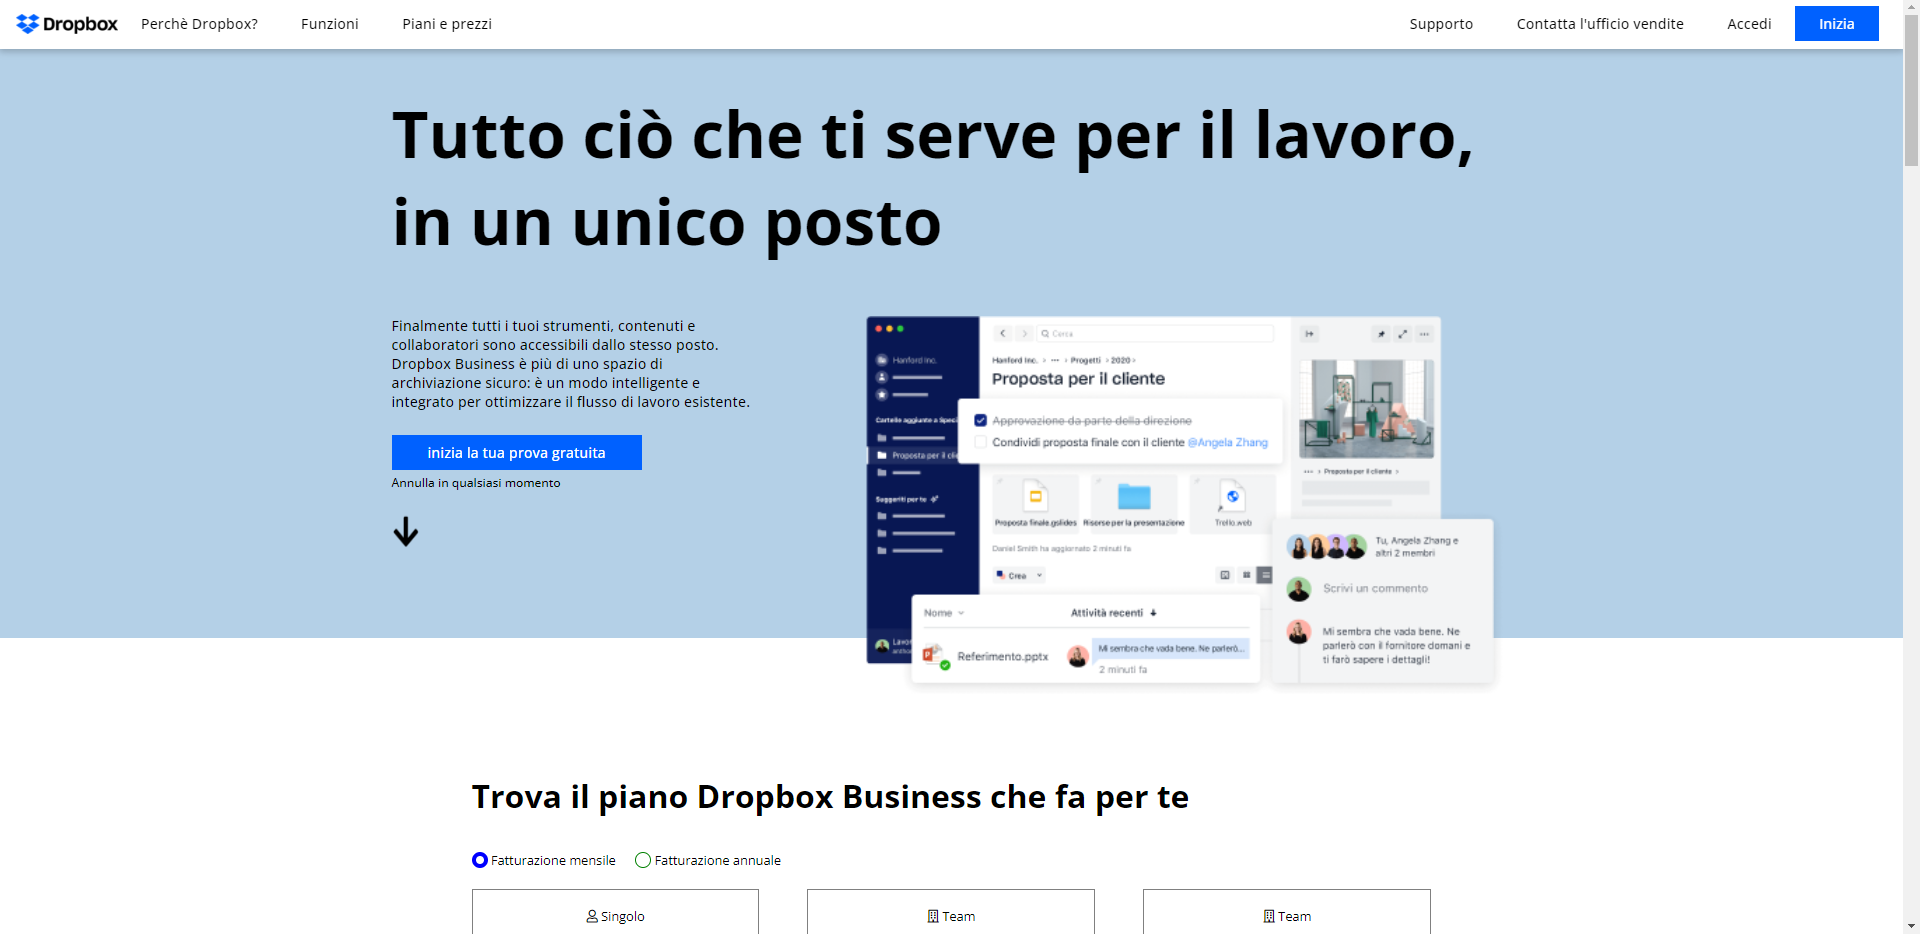 Dropbox
Perchè Dropbox?
Funzioni
Piani e prezzi
Supporto
Contatta l'ufficio vendite
Accedi
Inizia
Tutto ciò che ti serve per il lavoro,
in un unico posto
Finalmente tutti i tuoi strumenti, contenuti e
collaboratori sono accessibili dallo stesso posto.
Dropbox Business è più di uno spazio di
archiviazione sicuro: è un modo intelligente e
integrato per ottimizzare il flusso di lavoro esistente.
inizia la tua prova gratuita
Annulla in qualsiasi momento
Hanford Inc.
Cartelle aggiunte a
Proposta per il
Suggeriti per te
Cerca
Hanford Inc. > ··· > Progetti > 2020 >
Proposta per il cliente
Approvazione da parte della direzione
Condividi proposta finale con il cliente @Angela Zhang
Proposta finale.gslides
Risorse per la presentazione
Trello.web
Daniel Smith ha aggiornato 2 minuti fa
Crea
Nome
Attività recenti
Referimento.pptx
Mi sembra che vada bene. Ne parlerò...
2 minuti fa
··· > Proposta per il cliente >
Tu, Angela Zhang e
altri 2 membri
Scrivi un commento
Mi sembra che vada bene. Ne
parlerò con il fornitore domani e
ti farò sapere i dettagli!
Trova il piano Dropbox Business che fa per te
Fatturazione mensile
Fatturazione annuale
Singolo
Team
Team